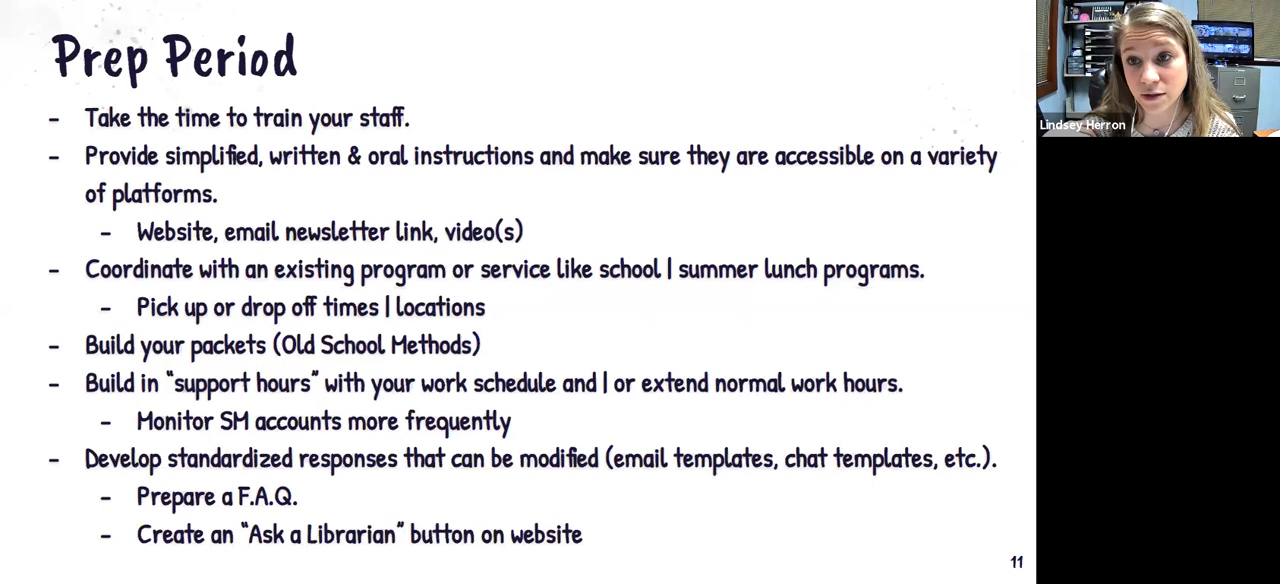 Prep Period
- Take the time to train your staff.
- Provide simplified, written & oral instructions and make sure they are accessible on a variety
of platforms.
- Website, email newsletter link, video(s)
- Coordinate with an existing program or service like school | summer lunch programs.
- Pick up or drop off times | locations
- Build your packets (Old School Methods)
- Build in “support hours” with your work schedule and | or extend normal work hours.
- Monitor SM accounts more frequently
- Develop standardized responses that can be modified (email templates, chat templates, etc.).
- Prepare a F.A.Q.
- Create an “Ask a Librarian” button on website
11
Lindsey Herron